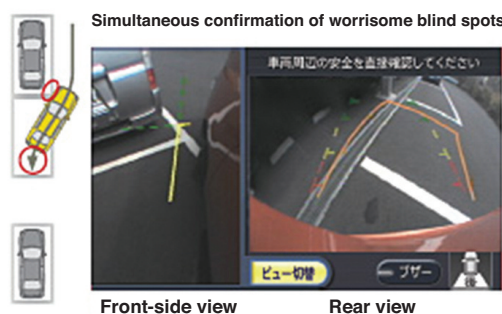 Simultaneous confirmation of worrisome blind spots
車両周辺の安全を直接確認してください
ビュー切替
ブザー
後
Front-side view
Rear view